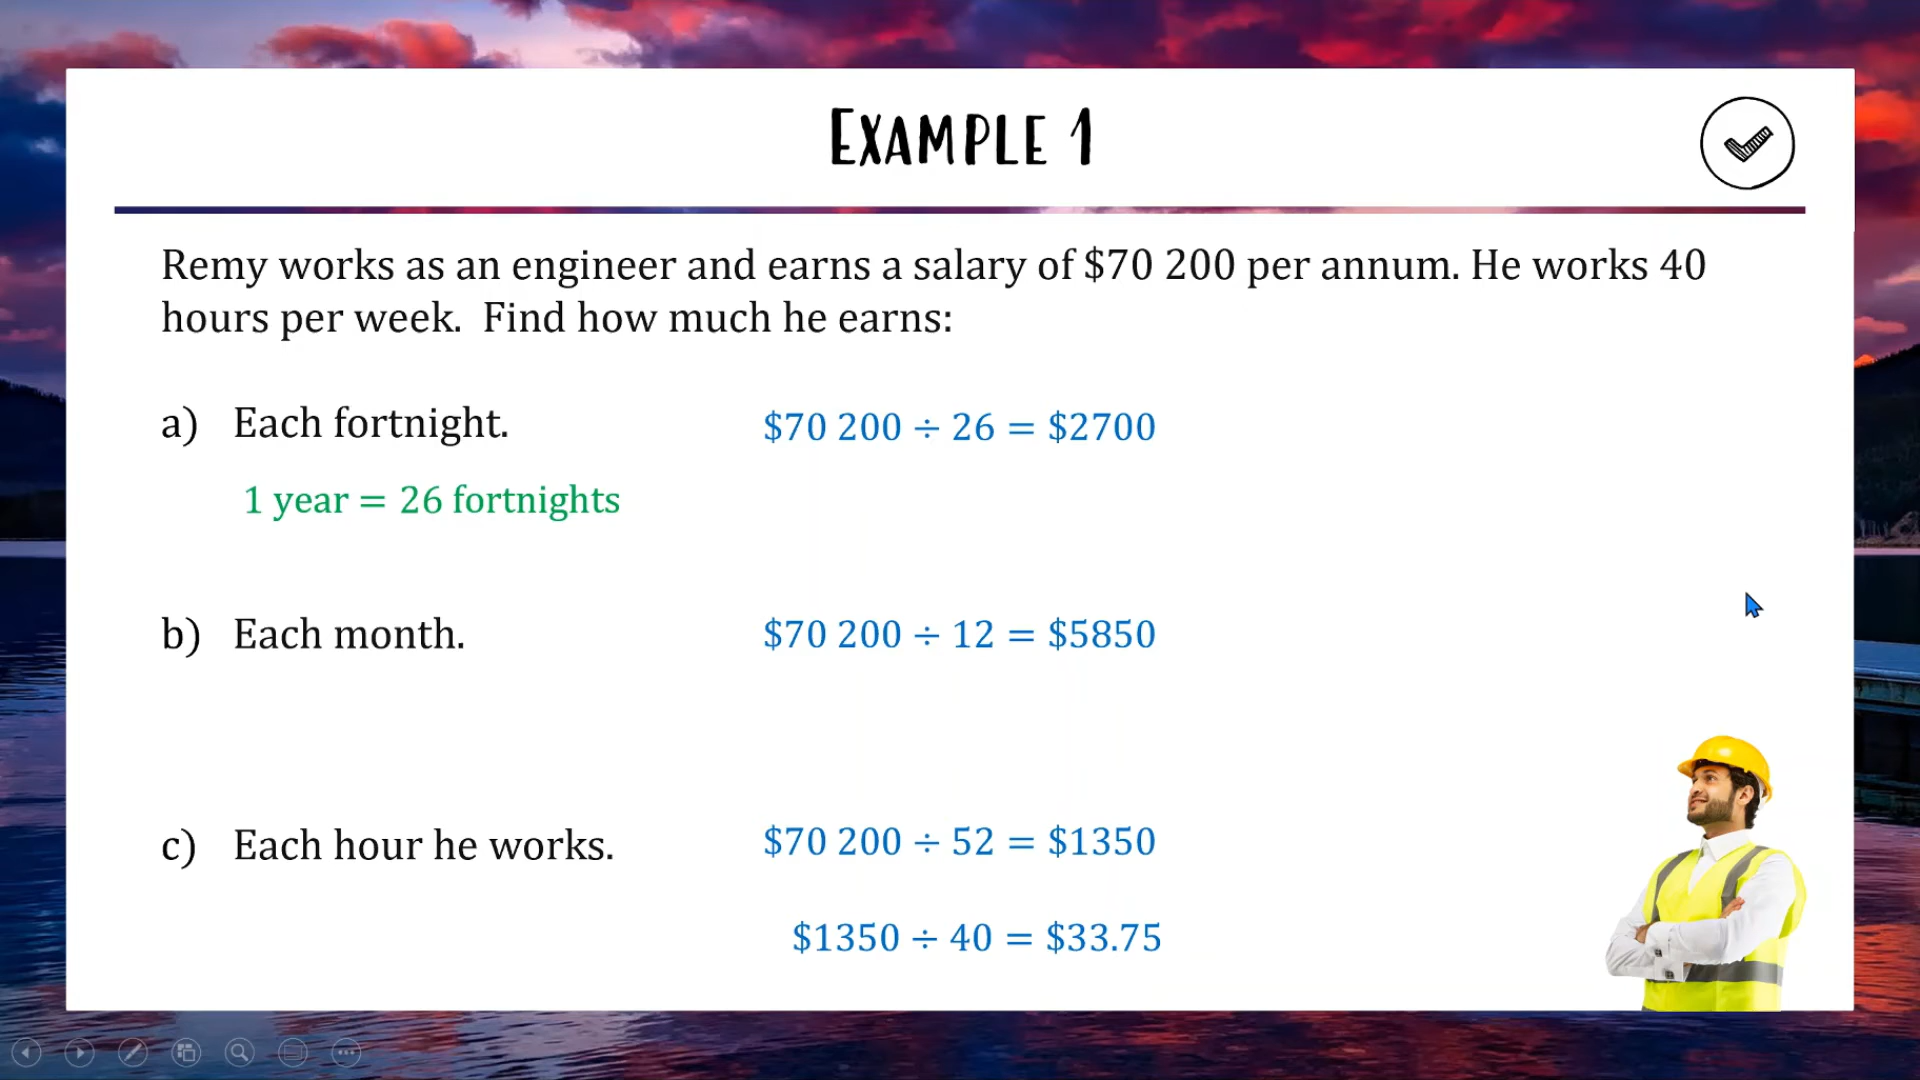 EXAMPLE 1
Remy works as an engineer and earns a salary of $70 200 per annum. He works 40
hours per week. Find how much he earns:
a) Each fortnight. $70 200 ÷ 26 = $2700
1 year = 26 fortnights
b) Each month. $70 200 ÷ 12 = $5850
c) Each hour he works. $70 200 ÷ 52 = $1350
$1350 ÷ 40 = $33.75